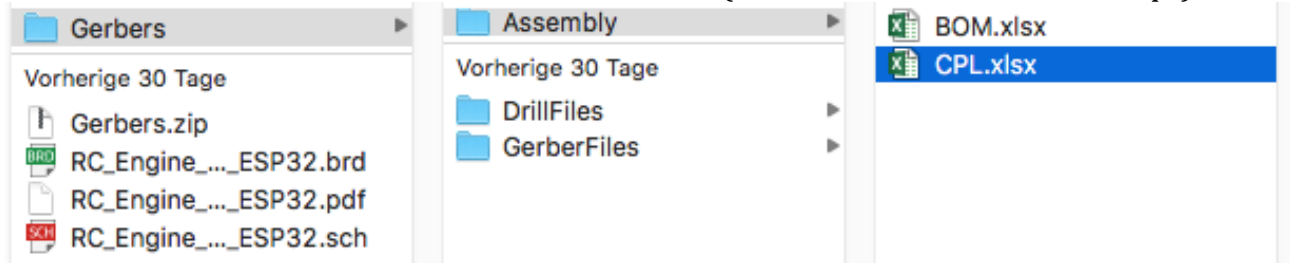 Gerbers
Vorherige 30 Tage
Gerbers.zip
BRD
RC_Engine_..._ESP32.brd
RC_Engine_..._ESP32.pdf
SCH
RC_Engine_..._ESP32.sch
Assembly
Vorherige 30 Tage
DrillFiles
GerberFiles
BOM.xlsx
CPL.xlsx